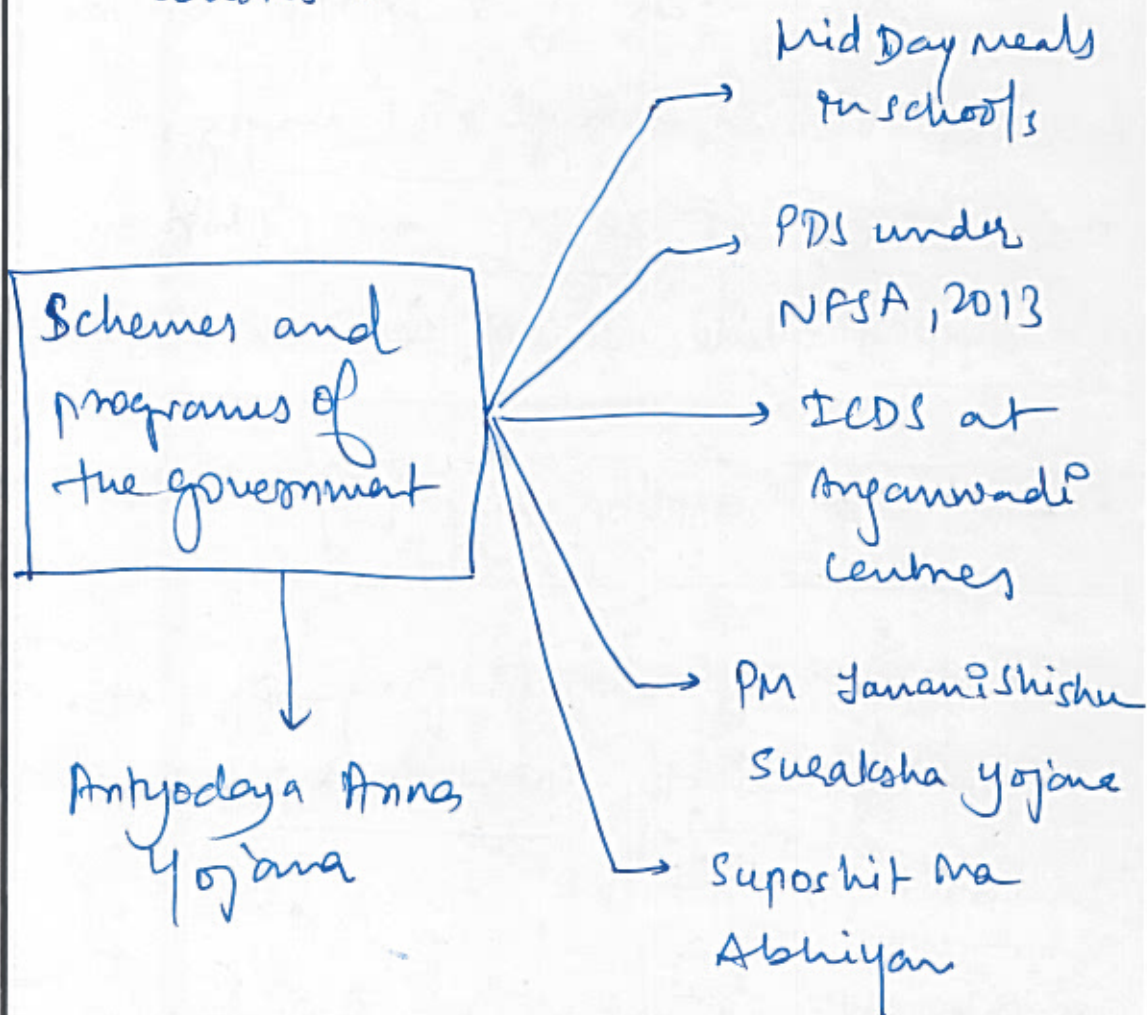 Mid Day meals
in schools
PDS under
NFSA, 2013
Schemes and
programs of
the government
ICDS at
Anganwadi
centres
PM Janani Shishu
Suraksha Yojana
Antyodaya Anna
Yojana
Suposhit Ma
Abhiyan